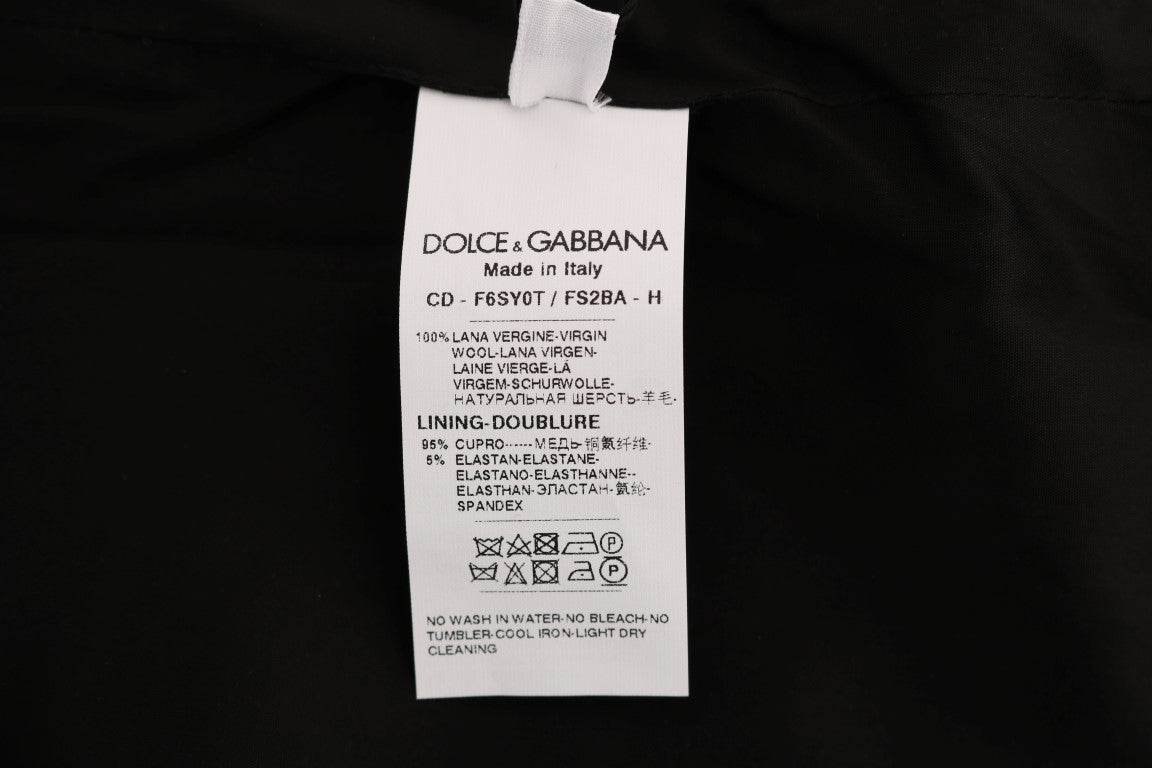 DOLCE & GABBANA
Made in Italy
CD - F6SY0T / FS2BA - H
100% LANA VERGINE-VIRGIN
WOOL-LANA VIRGEN-
LAINE VIERGE-LÃ
VIRGEM-SCHURWOLLE-
НАТУРАЛЬНАЯ ШЕРСТЬ-羊毛-
LINING-DOUBLURE
95% CUPRO------МЕДЬ-铜氨纤维-
5% ELASTAN-ELASTANE-
ELASTANO-ELASTHANNE--
ELASTHAN-ЭЛАСТАН-氨纶-
SPANDEX
P
P
NO WASH IN WATER-NO BLEACH-NO
TUMBLER-COOL IRON-LIGHT DRY
CLEANING